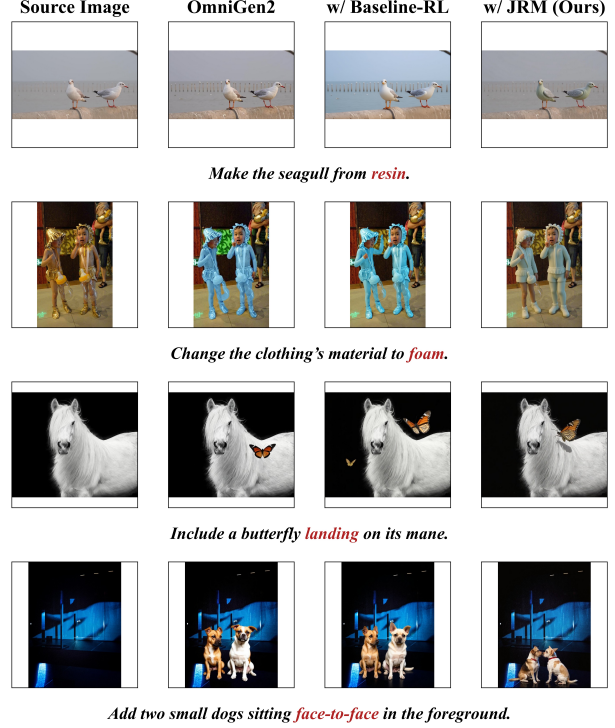 Source Image OmniGen2 w/ Baseline-RL w/ JRM (Ours)
Make the seagull from resin.
Change the clothing's material to foam.
Include a butterfly landing on its mane.
Add two small dogs sitting face-to-face in the foreground.